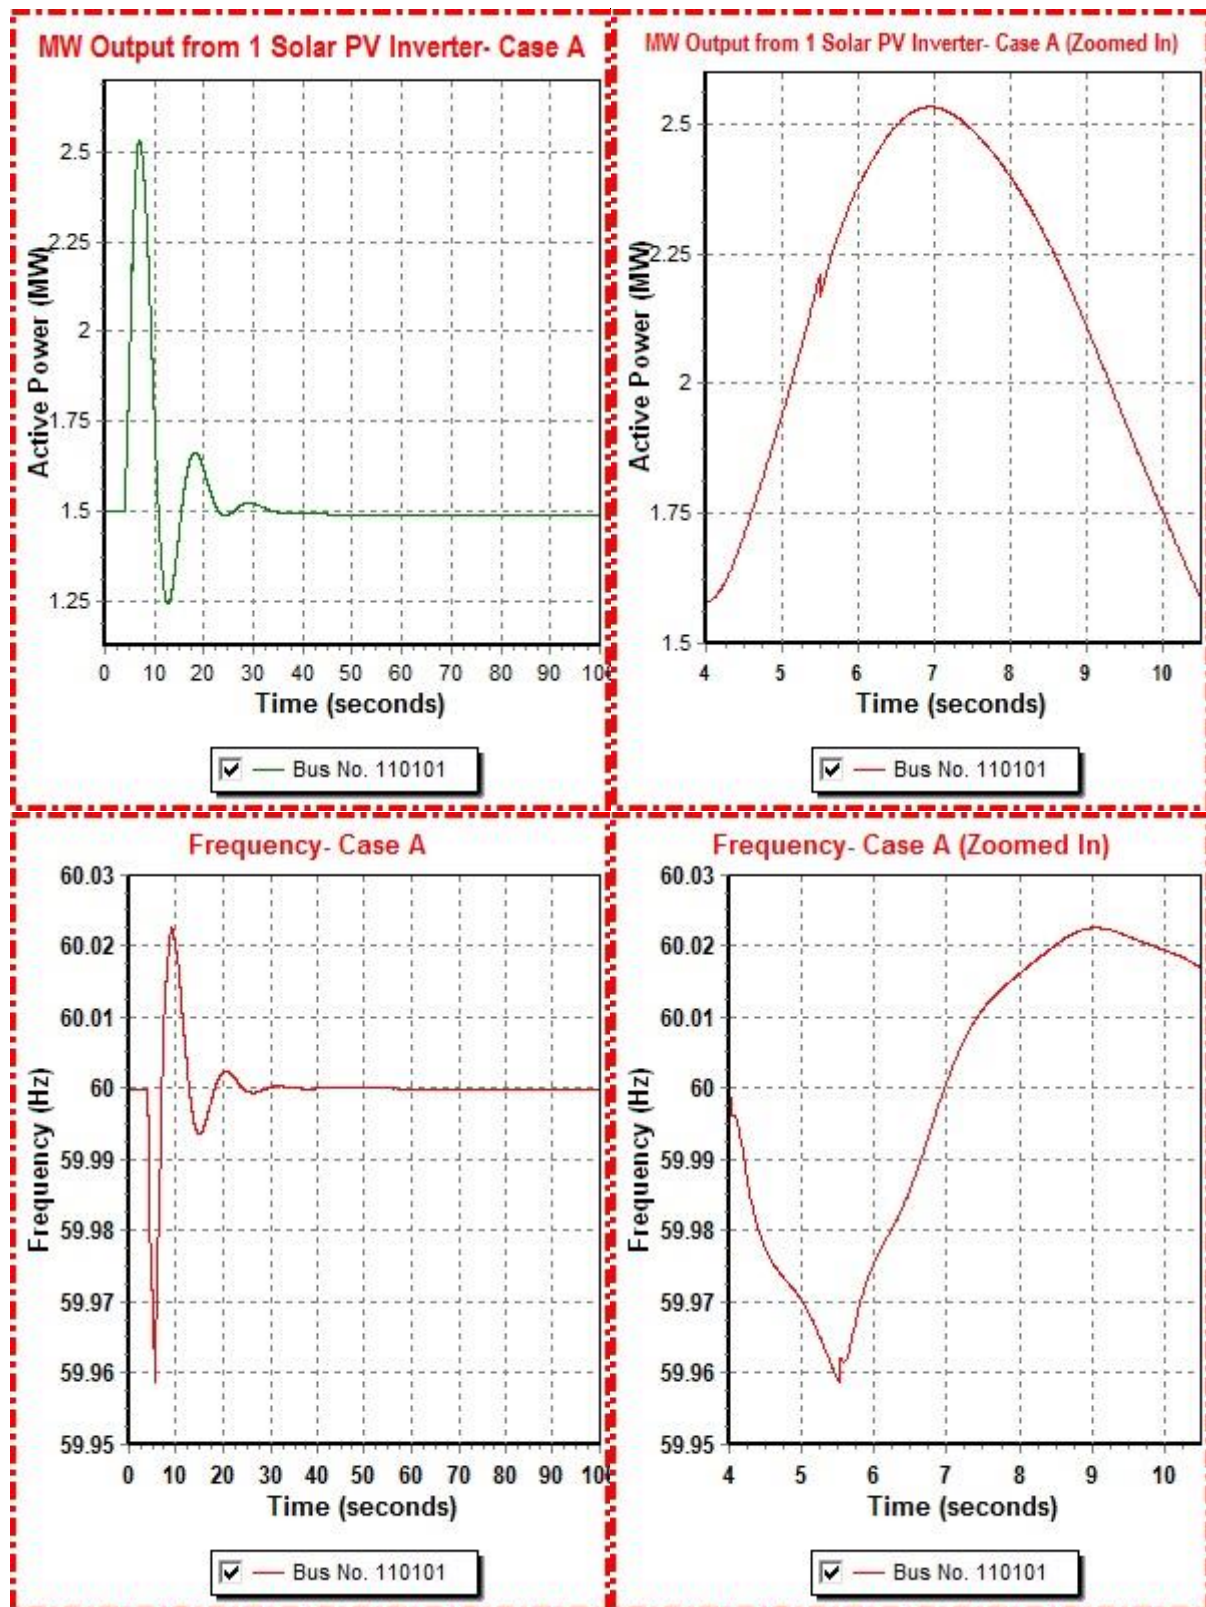 MW Output from 1 Solar PV Inverter- Case A
Active Power (MW)
2.5
2.25
2
1.75
1.5
1.25
0 10 20 30 40 50 60 70 80 90
Time (seconds)
Bus No. 110101
MW Output from 1 Solar PV Inverter- Case A (Zoomed In)
Active Power (MW)
2.5
2.25
2
1.75
1.5
4 5 6 7 8 9 10
Time (seconds)
Bus No. 110101
Frequency- Case A
Frequency (Hz)
60.03
60.02
60.01
60
59.99
59.98
59.97
59.96
59.95
0 10 20 30 40 50 60 70 80 90
Time (seconds)
Bus No. 110101
Frequency- Case A (Zoomed In)
Frequency (Hz)
60.03
60.02
60.01
60
59.99
59.98
59.97
59.96
59.95
4 5 6 7 8 9 10
Time (seconds)
Bus No. 110101